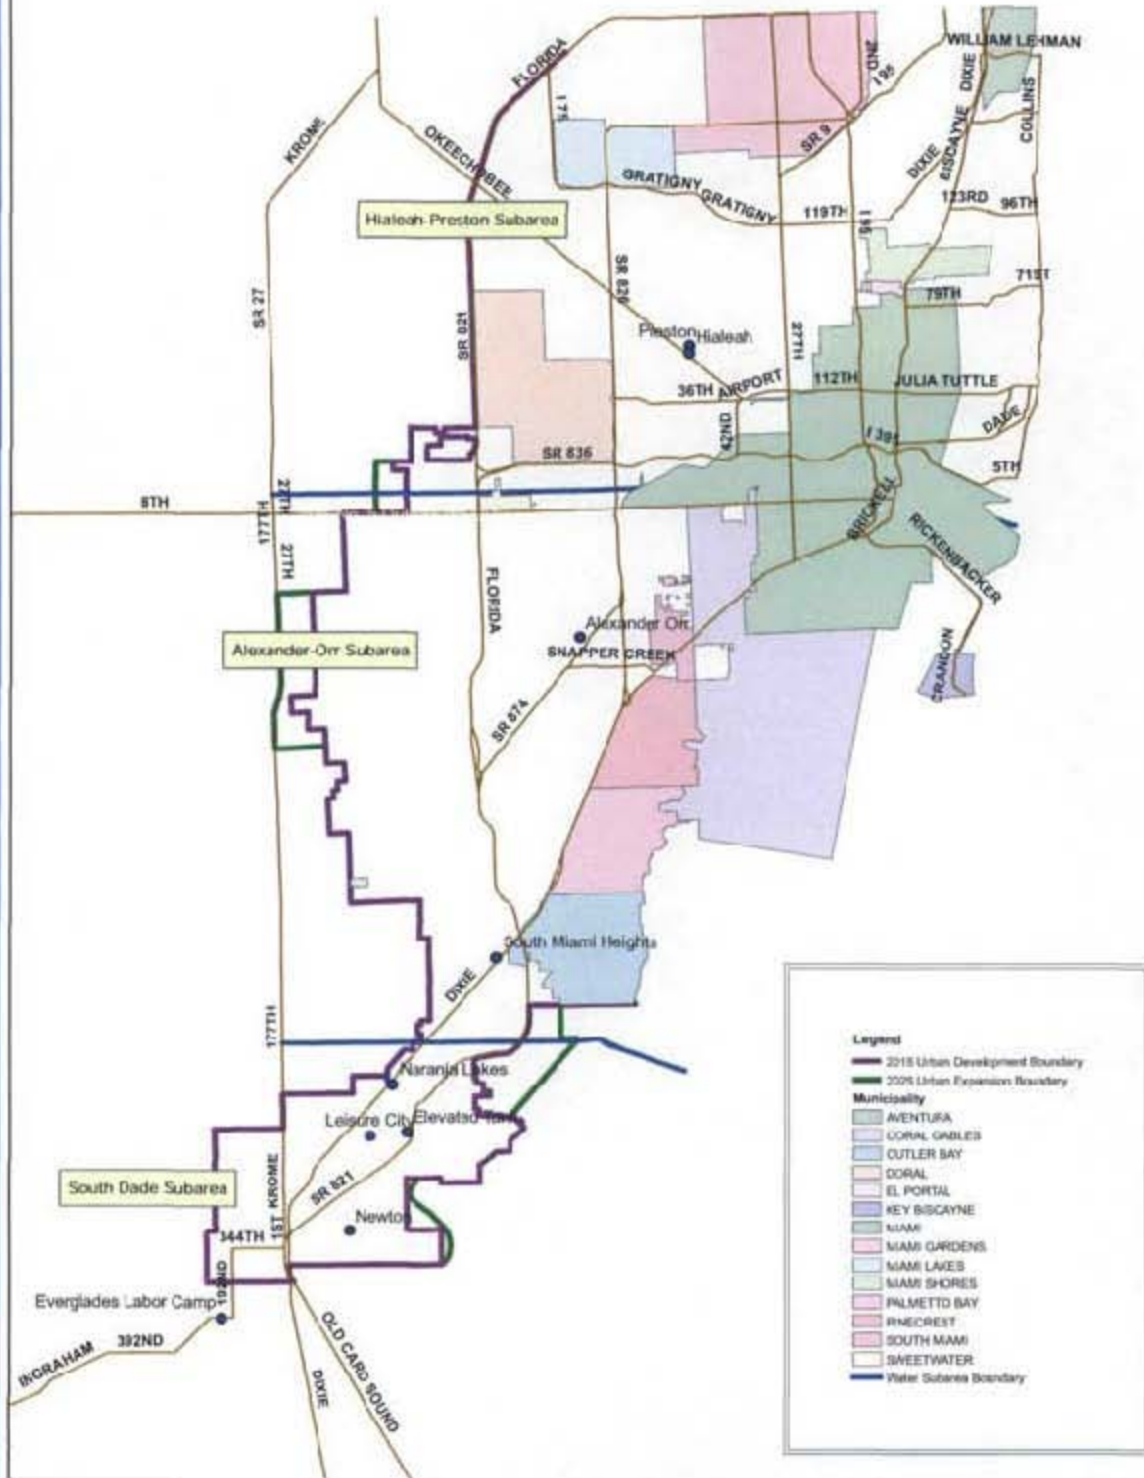 WILLIAM LEHMAN
FLORIDA
2ND
I 95
DIXIE
COLLINS
I 75
KROME
OKEECHOBEE
SR 9
DIXIE
BISCAYNE
GRATIGNY
GRATIGNY
119TH
123RD
96TH
Hialeah-Preston Subarea
I 95
SR 27
SR 821
SR 826
27TH
71ST
79TH
Preston
Hialeah
36TH
AIRPORT
112TH
JULIA TUTTLE
42ND
DADE
I 395
SR 836
5TH
8TH
177TH
27TH
27TH
BRICKELL
RICKENBACKER
FLORIDA
Alexander Orr
Alexander-Orr Subarea
SNAPPER CREEK
CRANDON
SR 874
South Miami Heights
DIXIE
177TH
Naranja Lakes
Leisure City
Elevated Tank
South Dade Subarea
1ST
KROME
SR 821
Newton
344TH
192ND
Everglades Labor Camp
392ND
INGRAHAM
DIXIE
OLD CARD SOUND
Legend
2015 Urban Development Boundary
2025 Urban Expansion Boundary
Municipality
AVENTURA
CORAL GABLES
CUTLER BAY
DORAL
EL PORTAL
KEY BISCAYNE
MIAMI
MIAMI GARDENS
MIAMI LAKES
MIAMI SHORES
PALMETTO BAY
PINECREST
SOUTH MIAMI
SWEETWATER
Water Subarea Boundary